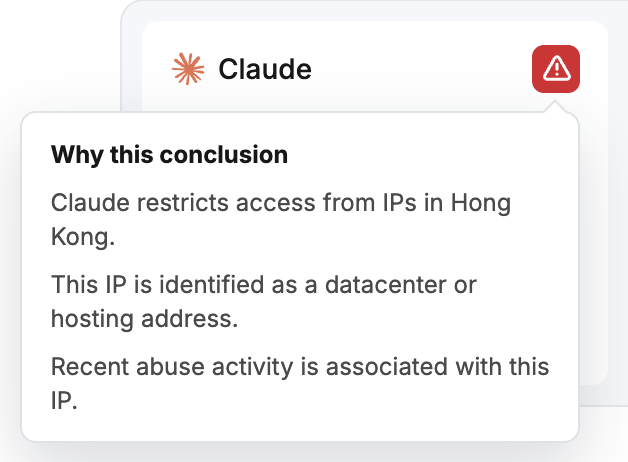 Claude
Why this conclusion
Claude restricts access from IPs in Hong
Kong.
This IP is identified as a datacenter or
hosting address.
Recent abuse activity is associated with this
IP.